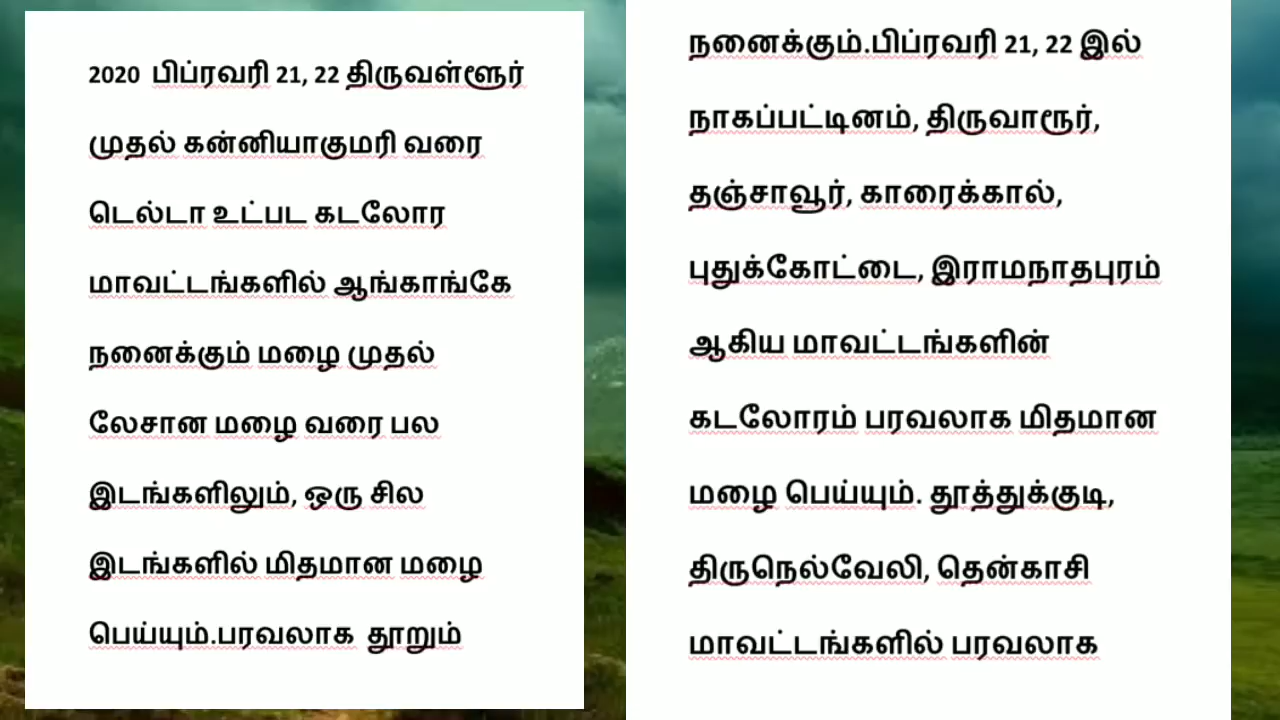 2020 பிப்ரவரி 21, 22 திருவள்ளூர்
முதல் கன்னியாகுமரி வரை
டெல்டா உட்பட கடலோர
மாவட்டங்களில் ஆங்காங்கே
நனைக்கும் மழை முதல்
லேசான மழை வரை பல
இடங்களிலும், ஒரு சில
இடங்களில் மிதமான மழை
பெய்யும்.பரவலாக தூறும்
நனைக்கும்.பிப்ரவரி 21, 22 இல்
நாகப்பட்டினம், திருவாரூர்,
தஞ்சாவூர், காரைக்கால்,
புதுக்கோட்டை, இராமநாதபுரம்
ஆகிய மாவட்டங்களின்
கடலோரம் பரவலாக மிதமான
மழை பெய்யும். தூத்துக்குடி,
திருநெல்வேலி, தென்காசி
மாவட்டங்களில் பரவலாக